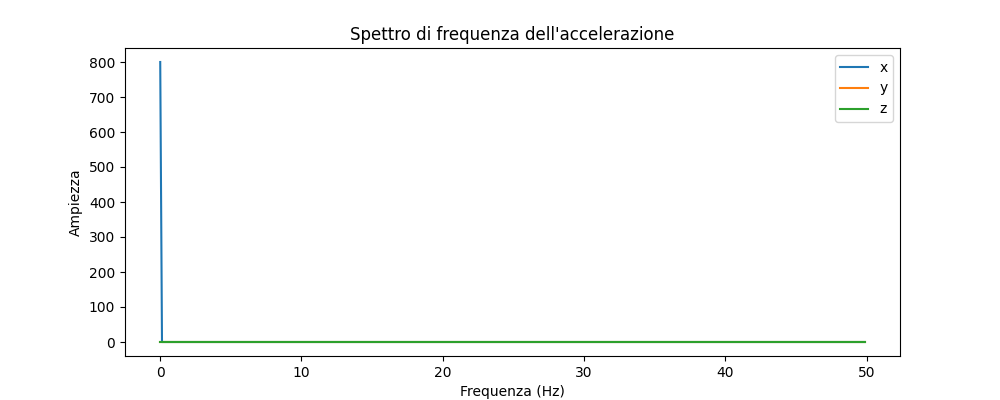 Spettro di frequenza dell'accelerazione
800
700
600
500
400
300
200
100
0
Ampiezza
x
y
z
0 10 20 30 40 50
Frequenza (Hz)